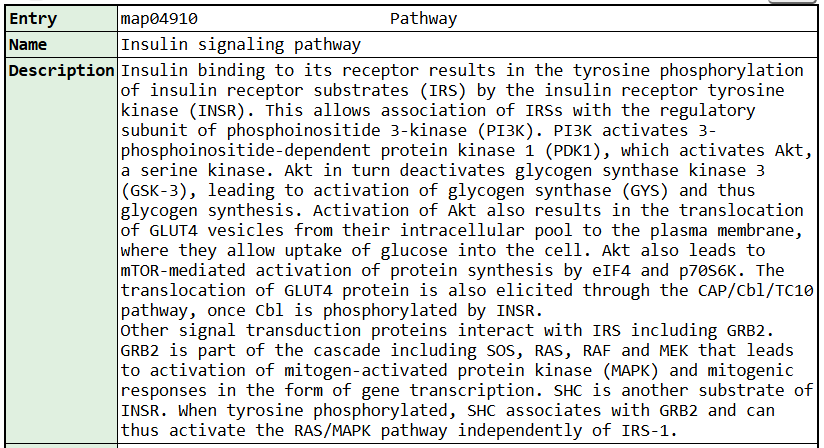 Entry map04910 Pathway
Name Insulin signaling pathway
Description Insulin binding to its receptor results in the tyrosine phosphorylation
of insulin receptor substrates (IRS) by the insulin receptor tyrosine
kinase (INSR). This allows association of IRSs with the regulatory
subunit of phosphoinositide 3-kinase (PI3K). PI3K activates 3-
phosphoinositide-dependent protein kinase 1 (PDK1), which activates Akt,
a serine kinase. Akt in turn deactivates glycogen synthase kinase 3
(GSK-3), leading to activation of glycogen synthase (GYS) and thus
glycogen synthesis. Activation of Akt also results in the translocation
of GLUT4 vesicles from their intracellular pool to the plasma membrane,
where they allow uptake of glucose into the cell. Akt also leads to
mTOR-mediated activation of protein synthesis by eIF4 and p70S6K. The
translocation of GLUT4 protein is also elicited through the CAP/Cbl/TC10
pathway, once Cbl is phosphorylated by INSR.
Other signal transduction proteins interact with IRS including GRB2.
GRB2 is part of the cascade including SOS, RAS, RAF and MEK that leads
to activation of mitogen-activated protein kinase (MAPK) and mitogenic
responses in the form of gene transcription. SHC is another substrate of
INSR. When tyrosine phosphorylated, SHC associates with GRB2 and can
thus activate the RAS/MAPK pathway independently of IRS-1.